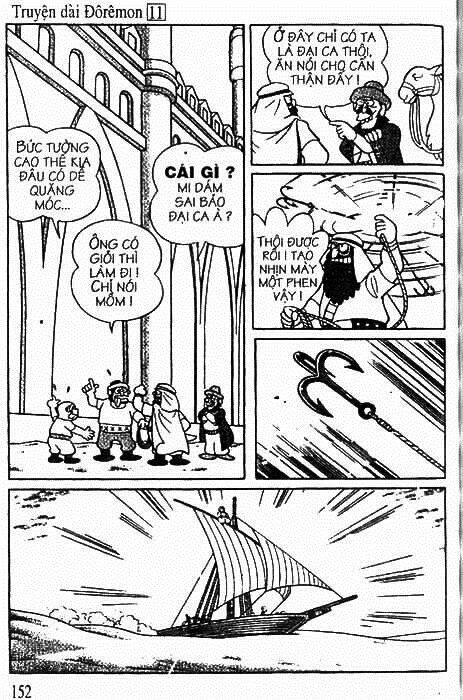 Truyện dài Đôrêmon 11
BỨC TƯỜNG
CAO THẾ KIA
ĐÂU CÓ DỄ
QUĂNG
MÓC...
ÔNG CÓ
GIỎI THÌ
LÀM ĐI !
CHỈ NÓI
MỒM !
CÁI GÌ ?
MI DÁM
SAI BẢO
ĐẠI CA À ?
Ở ĐÂY CHỈ CÓ TA
LÀ ĐẠI CA THÔI,
ĂN NÓI CHO CẨN
THẬN ĐẤY !
THÔI ĐƯỢC
RỒI ! TAO
NHỊN MÀY
MỘT PHEN
VẬY !
152